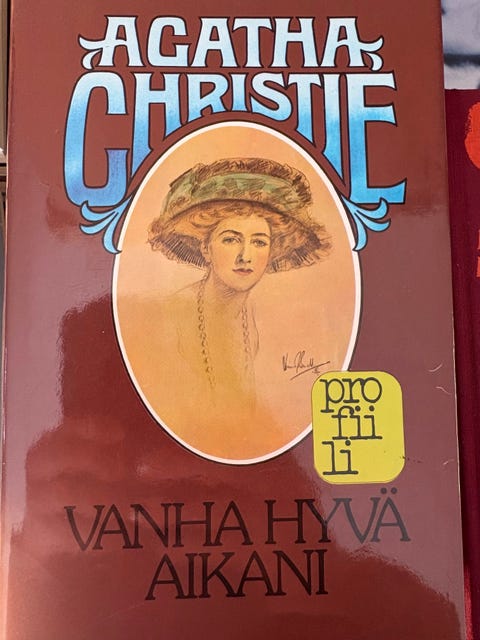 AGATHA
CHRISTIE
pro
fii
li
VANHA HYVÄ
AIKANI